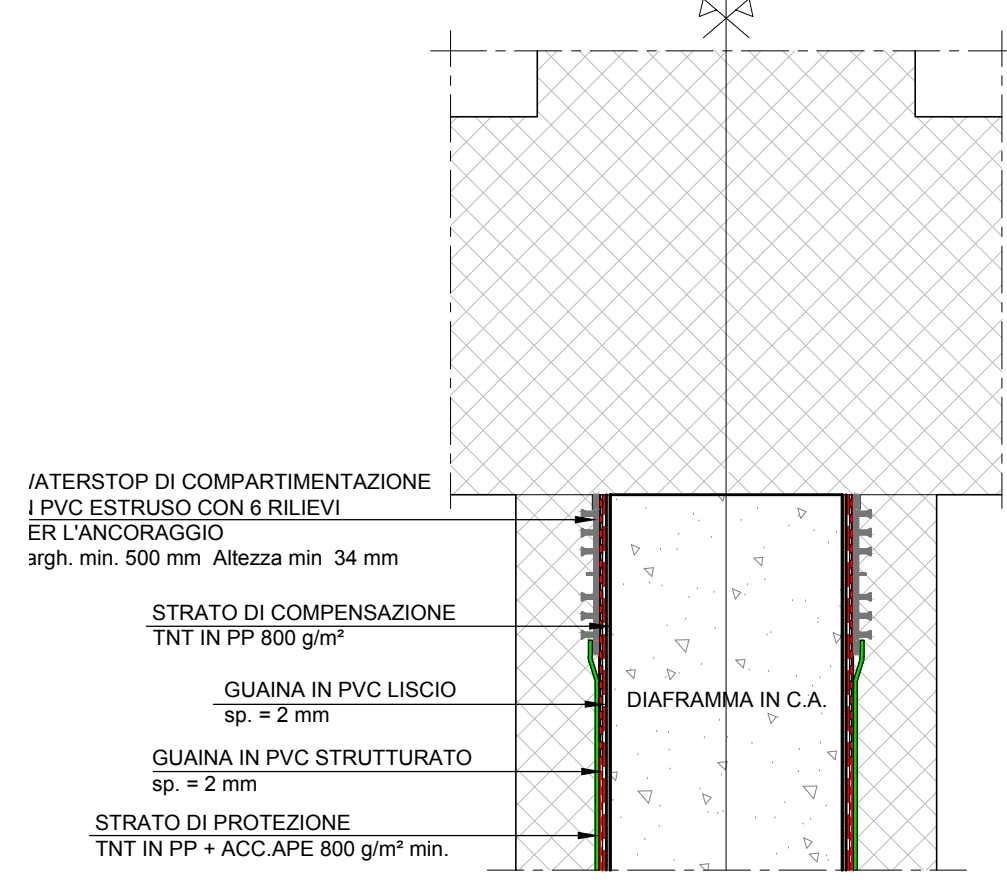 /ATERSTOP DI COMPARTIMENTAZIONE
N PVC ESTRUSO CON 6 RILIEVI
ER L'ANCORAGGIO
argh. min. 500 mm Altezza min 34 mm
STRATO DI COMPENSAZIONE
TNT IN PP 800 g/m²
GUAINA IN PVC LISCIO
sp. = 2 mm
DIAFRAMMA IN C.A.
GUAINA IN PVC STRUTTURATO
sp. = 2 mm
STRATO DI PROTEZIONE
TNT IN PP + ACC.APE 800 g/m² min.